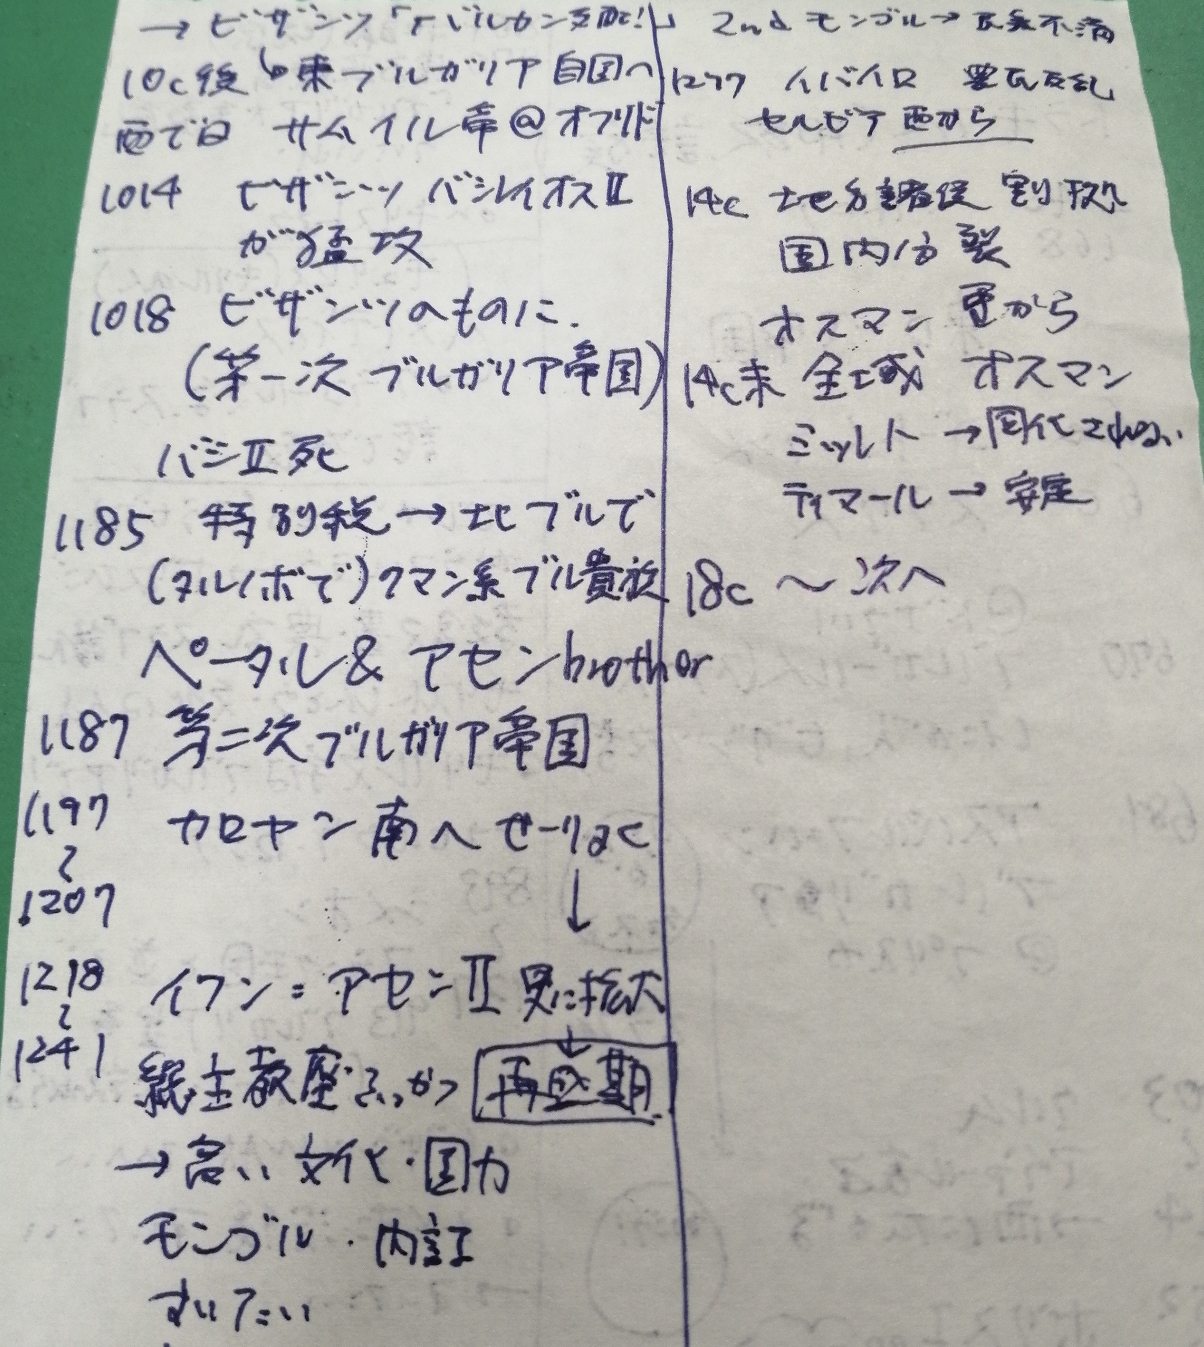 → ビザンツ「バルカン支配!」
10c後 東ブルガリア 自国へ
西では サムイル帝@オフリド
1014 ビザンツ バシレイオスⅡ
が猛攻
1018 ビザンツのものに.
(第一次 ブルガリア帝国)
バシⅡ死
1185 特別税→北ブルで
(タルノボで)クマン系ブル貴族
ペータル& アセンbrother
1187 第二次ブルガリア帝国
1197 カロヤン 南へ せーりょく
〜
1207
↓
1218 イワン=アセンⅡ 更に拡大
〜
1241 総主教座ふっかつ 再盛期
→高い文化・国力
モンゴル・内訌
すいたい
2nd モンゴル→ 不満
1277 イバイロ 農民反乱
セルビア 西から
14c 地方諸侯 割拠
国内分裂
オスマン 更から
14c末 全域 オスマン
ミッレト →同化されない
ティマール → 安定
18c 〜次へ